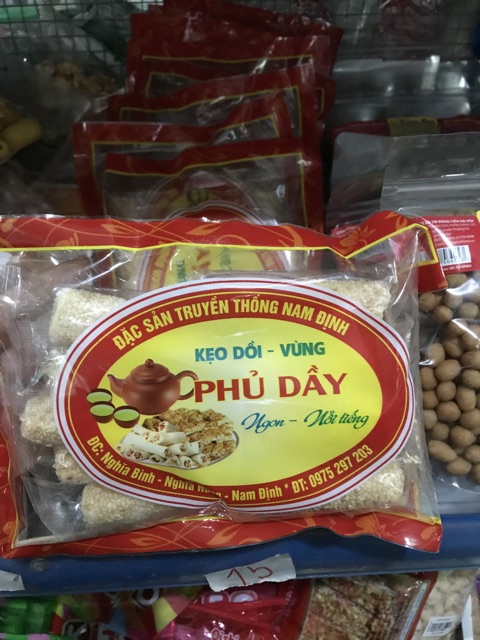 ĐẶC SẢN TRUYỀN THỐNG NAM ĐỊNH
KẸO DỒI - VỪNG
PHỦ DẦY
Ngon - Nổi tiếng
ĐC: Nghĩa Bình - Nghĩa - Nam Định * ĐT: 0975 297 203
15